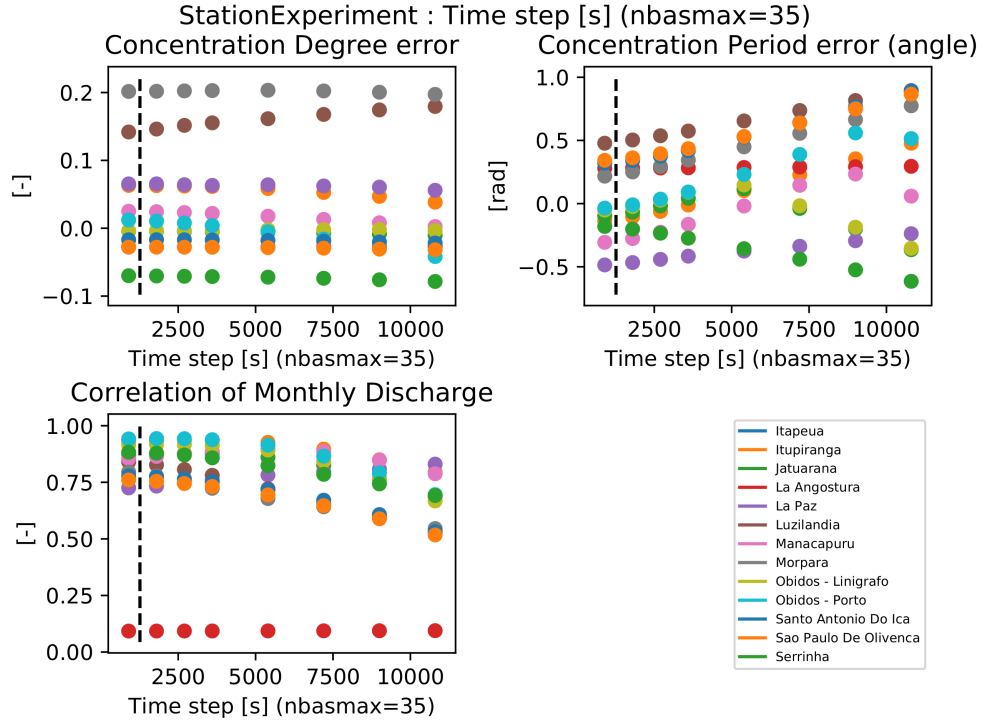 StationExperiment : Time step [s] (nbasmax=35)
Concentration Degree error
0.2
0.1
0.0
−0.1
[-]
2500 5000 7500 10000
Time step [s] (nbasmax=35)
Concentration Period error (angle)
1.0
0.5
0.0
−0.5
[rad]
2500 5000 7500 10000
Time step [s] (nbasmax=35)
Correlation of Monthly Discharge
1.00
0.75
0.50
0.25
0.00
[-]
2500 5000 7500 10000
Time step [s] (nbasmax=35)
Itapeua
Itupiranga
Jatuarana
La Angostura
La Paz
Luzilandia
Manacapuru
Morpara
Obidos - Linigrafo
Obidos - Porto
Santo Antonio Do Ica
Sao Paulo De Olivenca
Serrinha